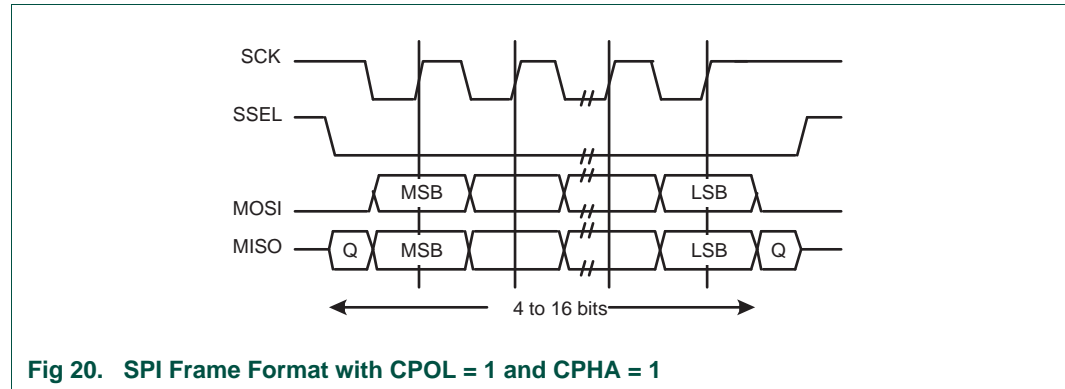 SCK
SSEL
MOSI MSB LSB
MISO Q MSB LSB Q
4 to 16 bits
Fig 20. SPI Frame Format with CPOL = 1 and CPHA = 1